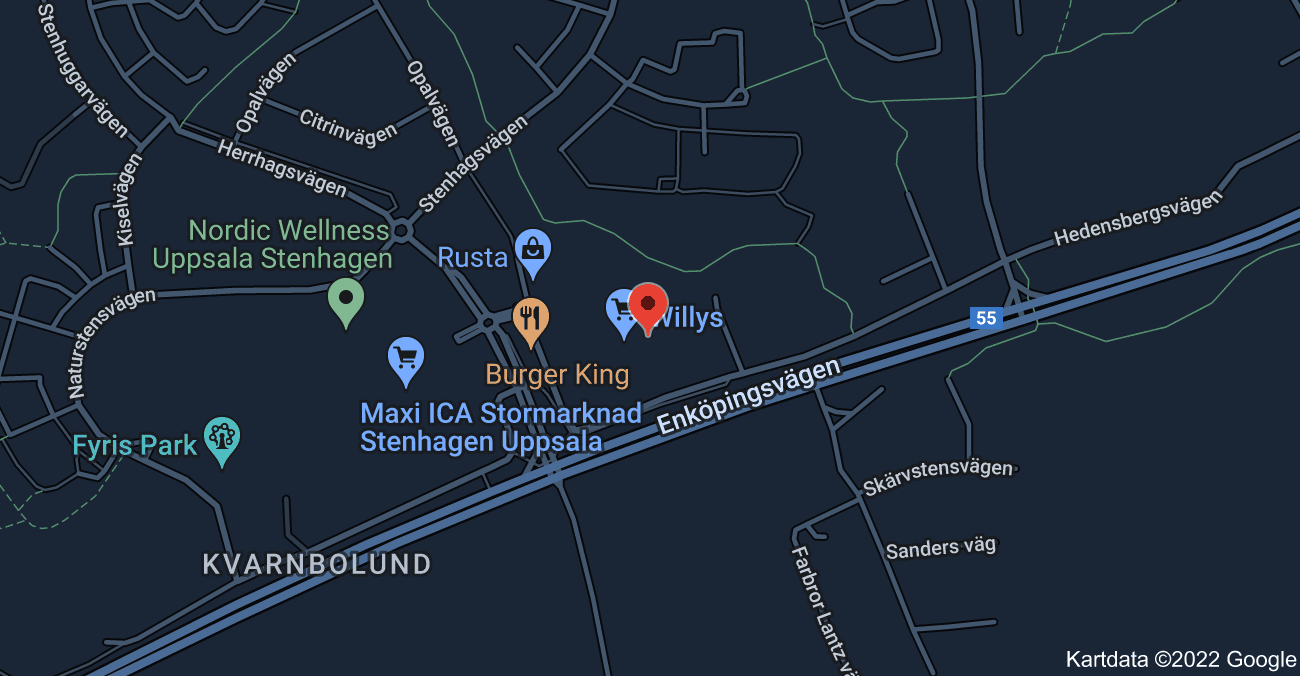 Stenhuggarvägen
Opalvägen
Opalvägen
Citrinvägen
Stenhagsvägen
Herrhagsvägen
Kiselvägen
Hedensbergsvägen
Nordic Wellness
Uppsala Stenhagen
Rusta
Naturstensvägen
Willys
55
Burger King
Enköpingsvägen
Maxi ICA Stormarknad
Stenhagen Uppsala
Fyris Park
Skärvstensvägen
Sanders väg
KVARNBOLUND
Farbror Lantz vä
Kartdata ©2022 Google